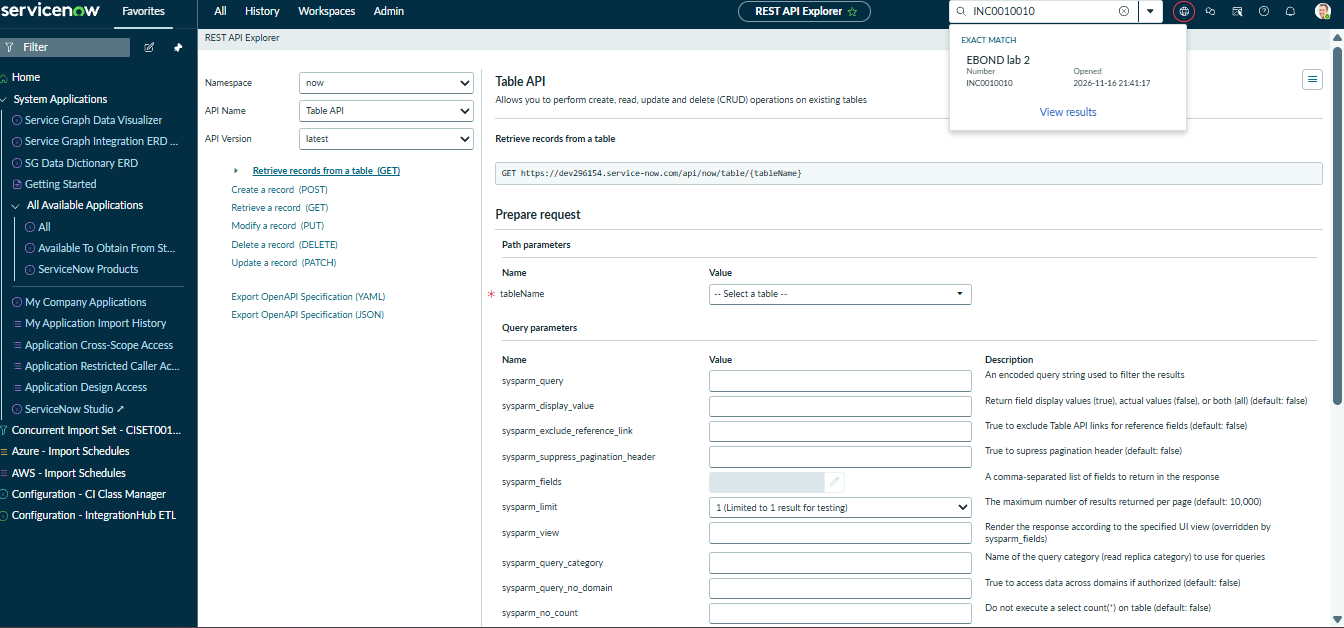 servicenow
Favorites
All
History
Workspaces
Admin
REST API Explorer
INC0010010
Filter
REST API Explorer
EXACT MATCH
EBOND lab 2
Number
Opened
INC0010010
2026-11-16 21:41:17
View results
Home
System Applications
Service Graph Data Visualizer
Service Graph Integration ERD ...
SG Data Dictionary ERD
Getting Started
All Available Applications
All
Available To Obtain From St...
ServiceNow Products
My Company Applications
My Application Import History
Application Cross-Scope Access
Application Restricted Caller Ac...
Application Design Access
ServiceNow Studio ➚
Concurrent Import Set - CISET001...
Azure - Import Schedules
AWS - Import Schedules
Configuration - CI Class Manager
Configuration - IntegrationHub ETL
Namespace
now
API Name
Table API
API Version
latest
Retrieve records from a table (GET)
Create a record (POST)
Retrieve a record (GET)
Modify a record (PUT)
Delete a record (DELETE)
Update a record (PATCH)
Export OpenAPI Specification (YAML)
Export OpenAPI Specification (JSON)
Table API
Allows you to perform create, read, update and delete (CRUD) operations on existing tables
Retrieve records from a table
GET https://dev296154.service-now.com/api/now/table/{tableName}
Prepare request
Path parameters
Name Value
* tableName -- Select a table --
Query parameters
Name Value Description
sysparm_query An encoded query string used to filter the results
sysparm_display_value Return field display values (true), actual values (false), or both (all) (default: false)
sysparm_exclude_reference_link True to exclude Table API links for reference fields (default: false)
sysparm_suppress_pagination_header True to supress pagination header (default: false)
sysparm_fields A comma-separated list of fields to return in the response
sysparm_limit 1 (Limited to 1 result for testing) The maximum number of results returned per page (default: 10,000)
sysparm_view Render the response according to the specified UI view (overridden by
sysparm_fields)
sysparm_query_category Name of the query category (read replica category) to use for queries
sysparm_query_no_domain True to access data across domains if authorized (default: false)
sysparm_no_count Do not execute a select count(*) on table (default: false)